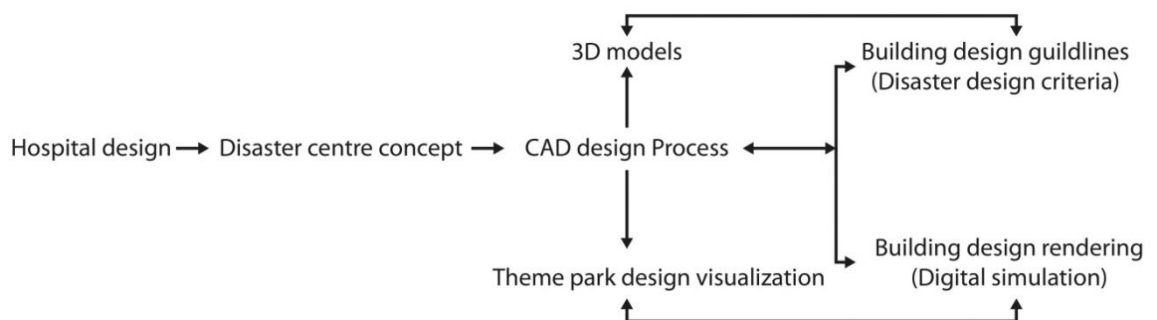 3D models
Building design guildlines
(Disaster design criteria)
Hospital design
Disaster centre concept
CAD design Process
Theme park design visualization
Building design rendering
(Digital simulation)